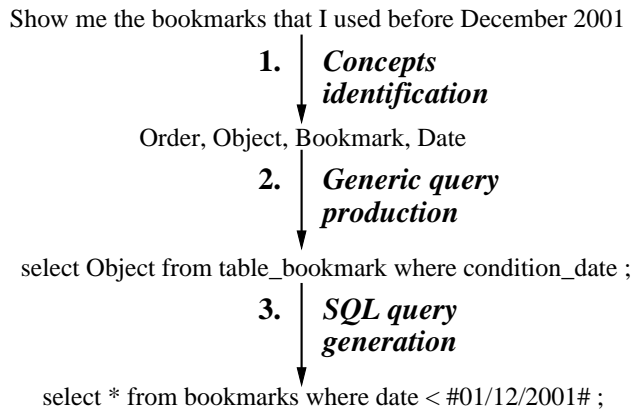 Show me the bookmarks that I used before December 2001
1. Concepts
identification
Order, Object, Bookmark, Date
2. Generic query
production
select Object from table_bookmark where condition_date ;
3. SQL query
generation
select * from bookmarks where date < #01/12/2001# ;